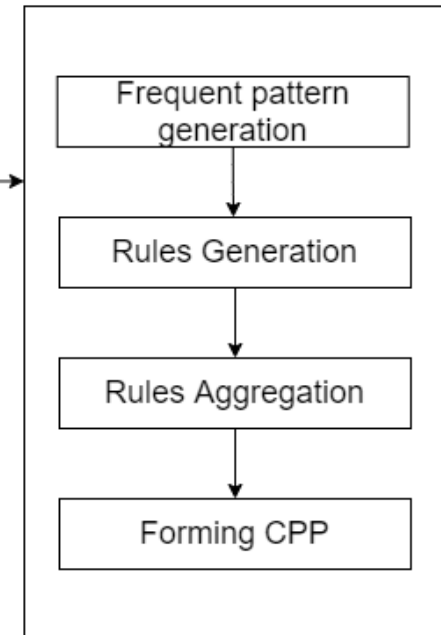 Frequent pattern
generation
Rules Generation
Rules Aggregation
Forming CPP